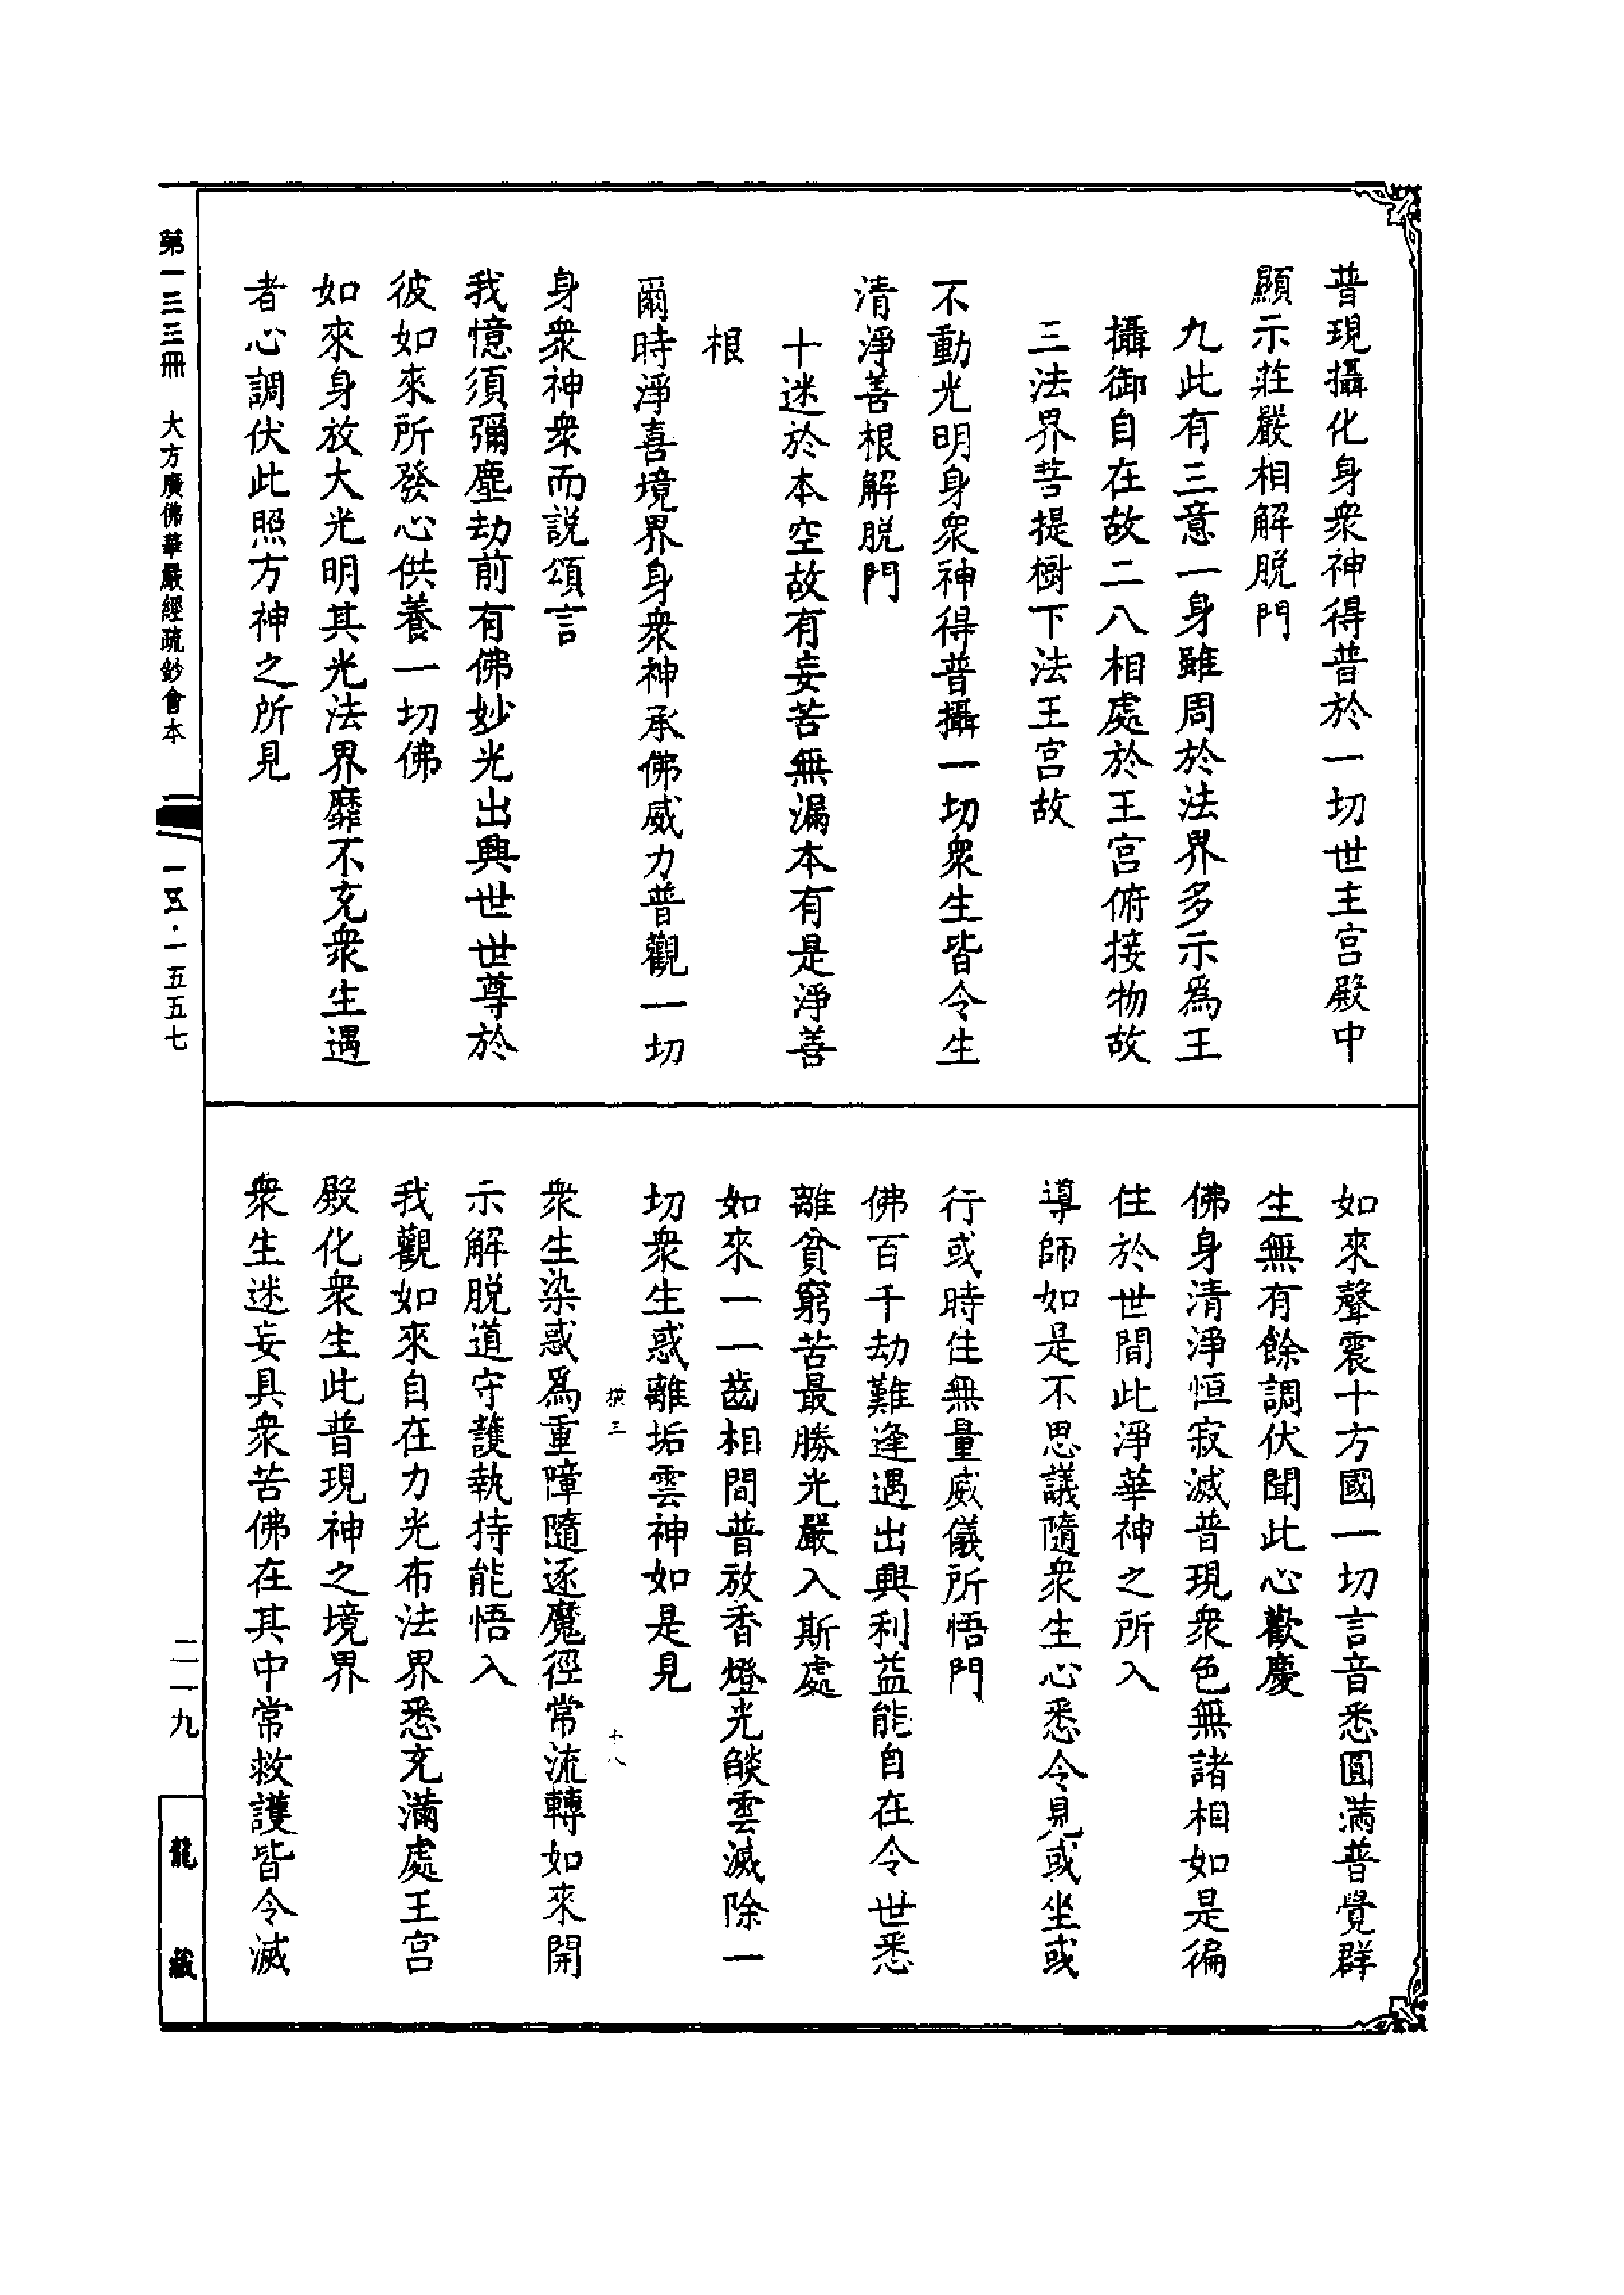 普現攝化身衆神得普於一切世主宮殿中
顯示莊嚴相解脱門
九此有三意一身雖周於法界多示爲王
攝御自在故二八相處於王宮俯接物故
三法界菩提樹下法王宮故
不動光明身衆神得普攝一切衆生皆令生
清淨善根解脱門
十迷於本空故有妄苦無漏本有是淨善
根
爾時淨喜境界身衆神承佛威力普觀一切
身衆神衆而説頌言
我憶須彌塵劫前有佛妙光出興世世尊於
彼如來所發心供養一切佛
如來身放大光明其光法界靡不充衆生遇
者心調伏此照方神之所見
如來聲震十方國一切言音悉圓滿普覺群
生無有餘調伏聞此心歡慶
佛身清淨恒寂滅普現衆色無諸相如是徧
住於世間此淨華神之所入
導師如是不思議隨衆生心悉令見或坐或
行或時住無量威儀所悟門
佛百千劫難逢遇出興利益能自在令世悉
離貧窮苦最勝光嚴入斯處
如來一一齒相間普放香燈光燄雲滅除一
切衆生惑離垢雲神如是見
横三 十八
衆生染惑爲重障隨逐魔徑常流轉如來開
示解脱道守護執持能悟入
我觀如來自在力光布法界悉充滿處王宮
殿化衆生此普現神之境界
衆生迷妄具衆苦佛在其中常救護皆令滅
第一三三冊 大方廣佛華嚴經疏鈔會本 一五·一五五七
二一九
龍藏